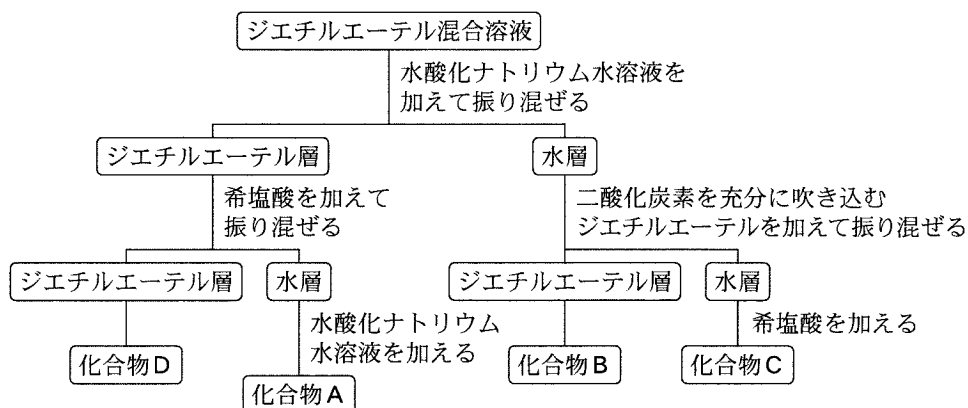 ジエチルエーテル混合溶液
水酸化ナトリウム水溶液を
加えて振り混ぜる
ジエチルエーテル層
水層
希塩酸を加えて
振り混ぜる
二酸化炭素を充分に吹き込む
ジエチルエーテルを加えて振り混ぜる
ジエチルエーテル層
水層
ジエチルエーテル層
水層
水酸化ナトリウム
水溶液を加える
希塩酸を加える
化合物D
化合物A
化合物B
化合物C